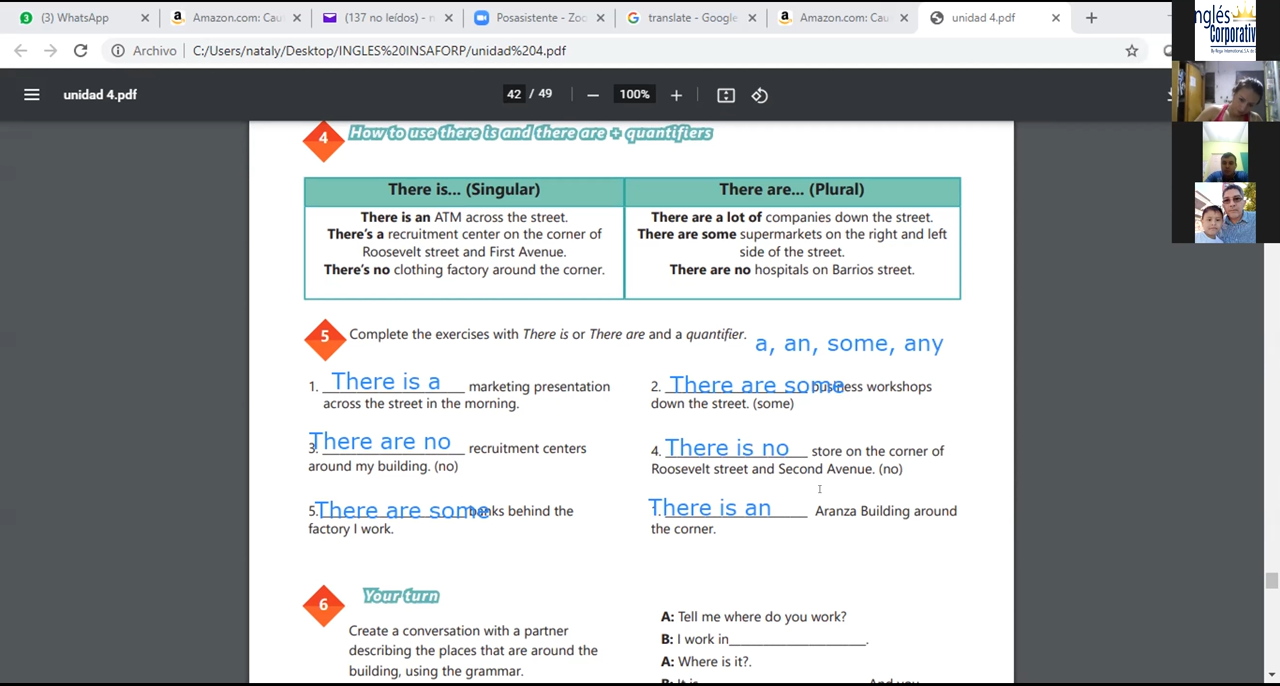 (3) WhatsApp
Amazon.com: Cau
(137 no leídos) - n
Posasistente - Zoo
translate - Google
Amazon.com: Cau
unidad 4.pdf
Archivo C:/Users/nataly/Desktop/INGLES%20INSAFORP/unidad%204.pdf
unidad 4.pdf
42 / 49
100%
nglés
Corporativ
4 How to use there is and there are + quantifiers
There is... (Singular)
There is an ATM across the street.
There's a recruitment center on the corner of
Roosevelt street and First Avenue.
There's no clothing factory around the corner.
There are... (Plural)
There are a lot of companies down the street.
There are some supermarkets on the right and left
side of the street.
There are no hospitals on Barrios street.
5 Complete the exercises with There is or There are and a quantifier.
a, an, some, any
1. There is a marketing presentation
across the street in the morning.
2. There are some business workshops
down the street. (some)
3. There are no recruitment centers
around my building. (no)
4. There is no store on the corner of
Roosevelt street and Second Avenue. (no)
5. There are some banks behind the
factory I work.
There is an Aranza Building around
the corner.
6 Your turn
Create a conversation with a partner
describing the places that are around the
building, using the grammar.
A: Tell me where do you work?
B: I work in____________________.
A: Where is it?.
B: It is ____________________ And you